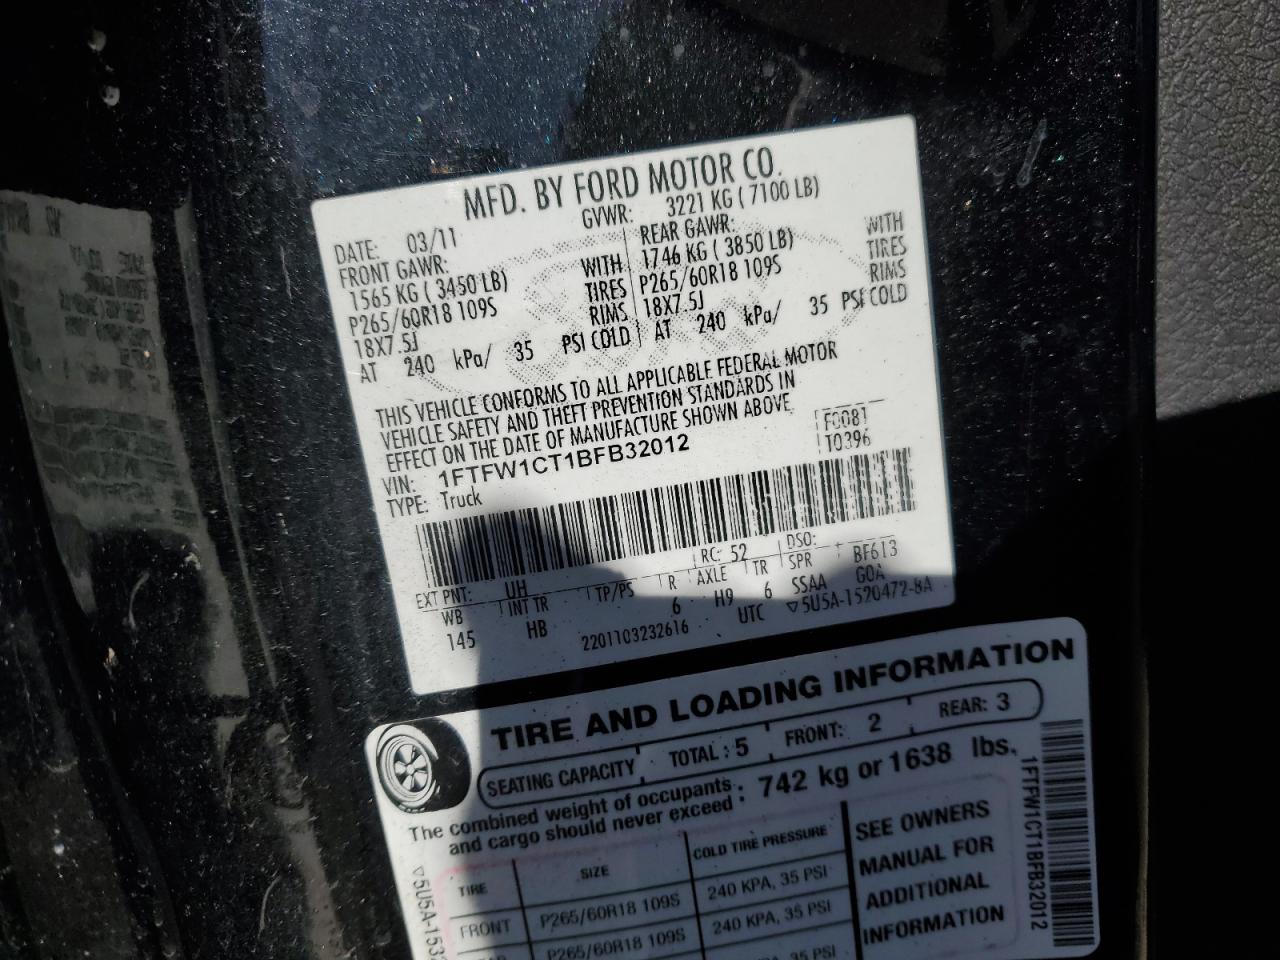 MFD. BY FORD MOTOR CO.
DATE: 03/11 GVWR: 3221 KG ( 7100 LB)
FRONT GAWR: REAR GAWR:
1565 KG ( 3450 LB) WITH 1746 KG ( 3850 LB) WITH
P265/60R18 109S TIRES P265/60R18 109S TIRES
18X7.5J RIMS 18X7.5J RIMS
AT 240 kPa/ 35 PSI COLD AT 240 kPa/ 35 PSI COLD
THIS VEHICLE CONFORMS TO ALL APPLICABLE FEDERAL MOTOR
VEHICLE SAFETY AND THEFT PREVENTION STANDARDS IN
EFFECT ON THE DATE OF MANUFACTURE SHOWN ABOVE.
VIN: 1FTFW1CT1BFB32012 F0081
TYPE: Truck T0396
EXT PNT: UH RC: 52 DSO:
WB INT TR TP/PS R AXLE TR SPR BF613
145 HB 6 H9 6 SSAA GOA
2201103232616 UTC ▽5U5A-1520472-8A
TIRE AND LOADING INFORMATION
SEATING CAPACITY TOTAL : 5 FRONT: 2 REAR: 3
The combined weight of occupants and cargo should never exceed : 742 kg or 1638 lbs.
TIRE SIZE COLD TIRE PRESSURE
FRONT P265/60R18 109S 240 KPA, 35 PSI
P265/60R18 109S 240 KPA, 35 PSI
35 PSI
SEE OWNERS
MANUAL FOR
ADDITIONAL
INFORMATION
1FTFW1CT1BFB32012